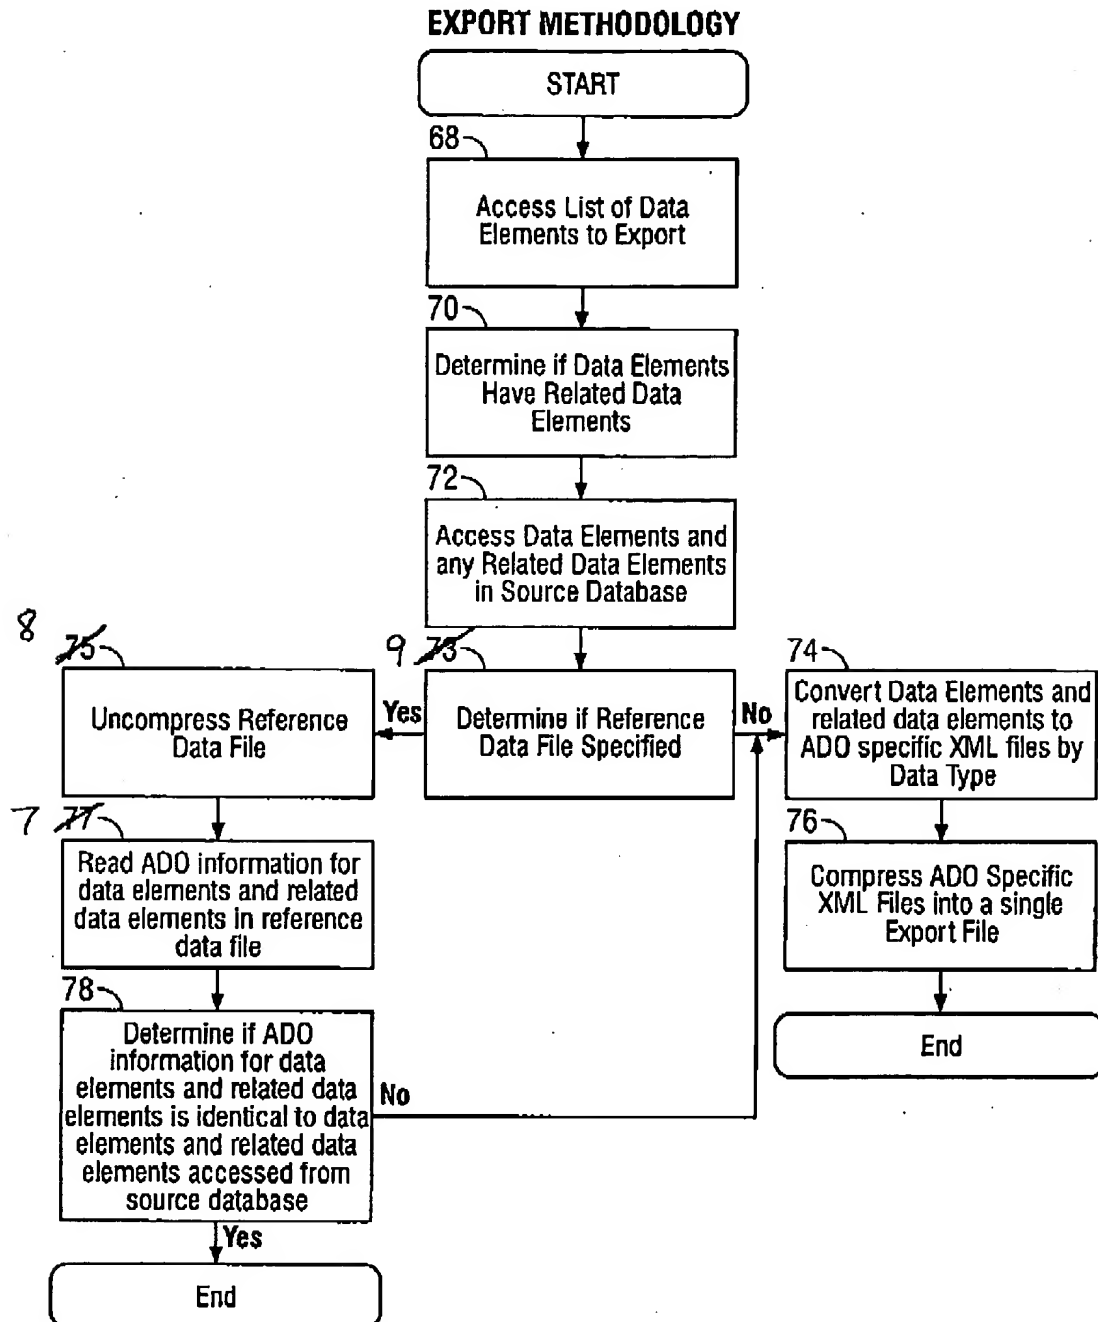 EXPORT METHODOLOGY
START
68
Access List of Data
Elements to Export
70
Determine if Data Elements
Have Related Data
Elements
72
Access Data Elements and
any Related Data Elements
in Source Database
8 75
Uncompress Reference
Data File
Yes
9 73
Determine if Reference
Data File Specified
No
74
Convert Data Elements and
related data elements to
ADO specific XML files by
Data Type
7 77
Read ADO information for
data elements and related
data elements in reference
data file
76
Compress ADO Specific
XML Files into a single
Export File
End
78
Determine if ADO
information for data
elements and related data
elements is identical to data
elements and related data
elements accessed from
source database
No
Yes
End